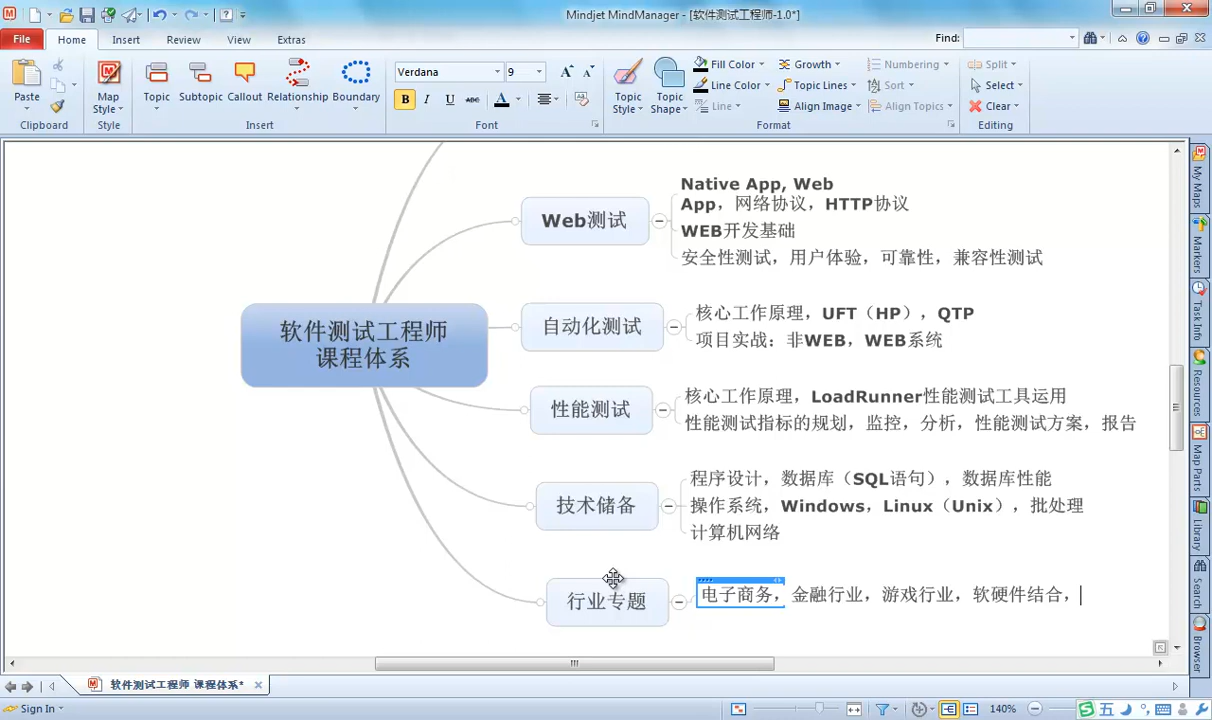 Mindjet MindManager - [软件测试工程师-1.0*]
File Home Insert Review View Extras
Find:
Paste
Clipboard
Map Style
Style
Topic Subtopic Callout Relationship Boundary
Insert
Verdana 9
B I U abc A
Font
Topic Style
Topic Shape
Fill Color
Line Color
Line
Growth
Topic Lines
Align Image
Numbering
Sort
Align Topics
Format
Split
Select
Clear
Editing
Native App, Web
App，网络协议，HTTP协议
WEB开发基础
安全性测试，用户体验，可靠性，兼容性测试
Web测试
软件测试工程师
课程体系
自动化测试
核心工作原理，UFT（HP），QTP
项目实战：非WEB，WEB系统
性能测试
核心工作原理，LoadRunner性能测试工具运用
性能测试指标的规划，监控，分析，性能测试方案，报告
技术储备
程序设计，数据库（SQL语句），数据库性能
操作系统，Windows，Linux（Unix），批处理
计算机网络
行业专题
电子商务，金融行业，游戏行业，软硬件结合，
My Maps
Markers
Task Info
Resources
Map Parts
Library
Search
Browser
软件测试工程师 课程体系*
Sign In
140%
五